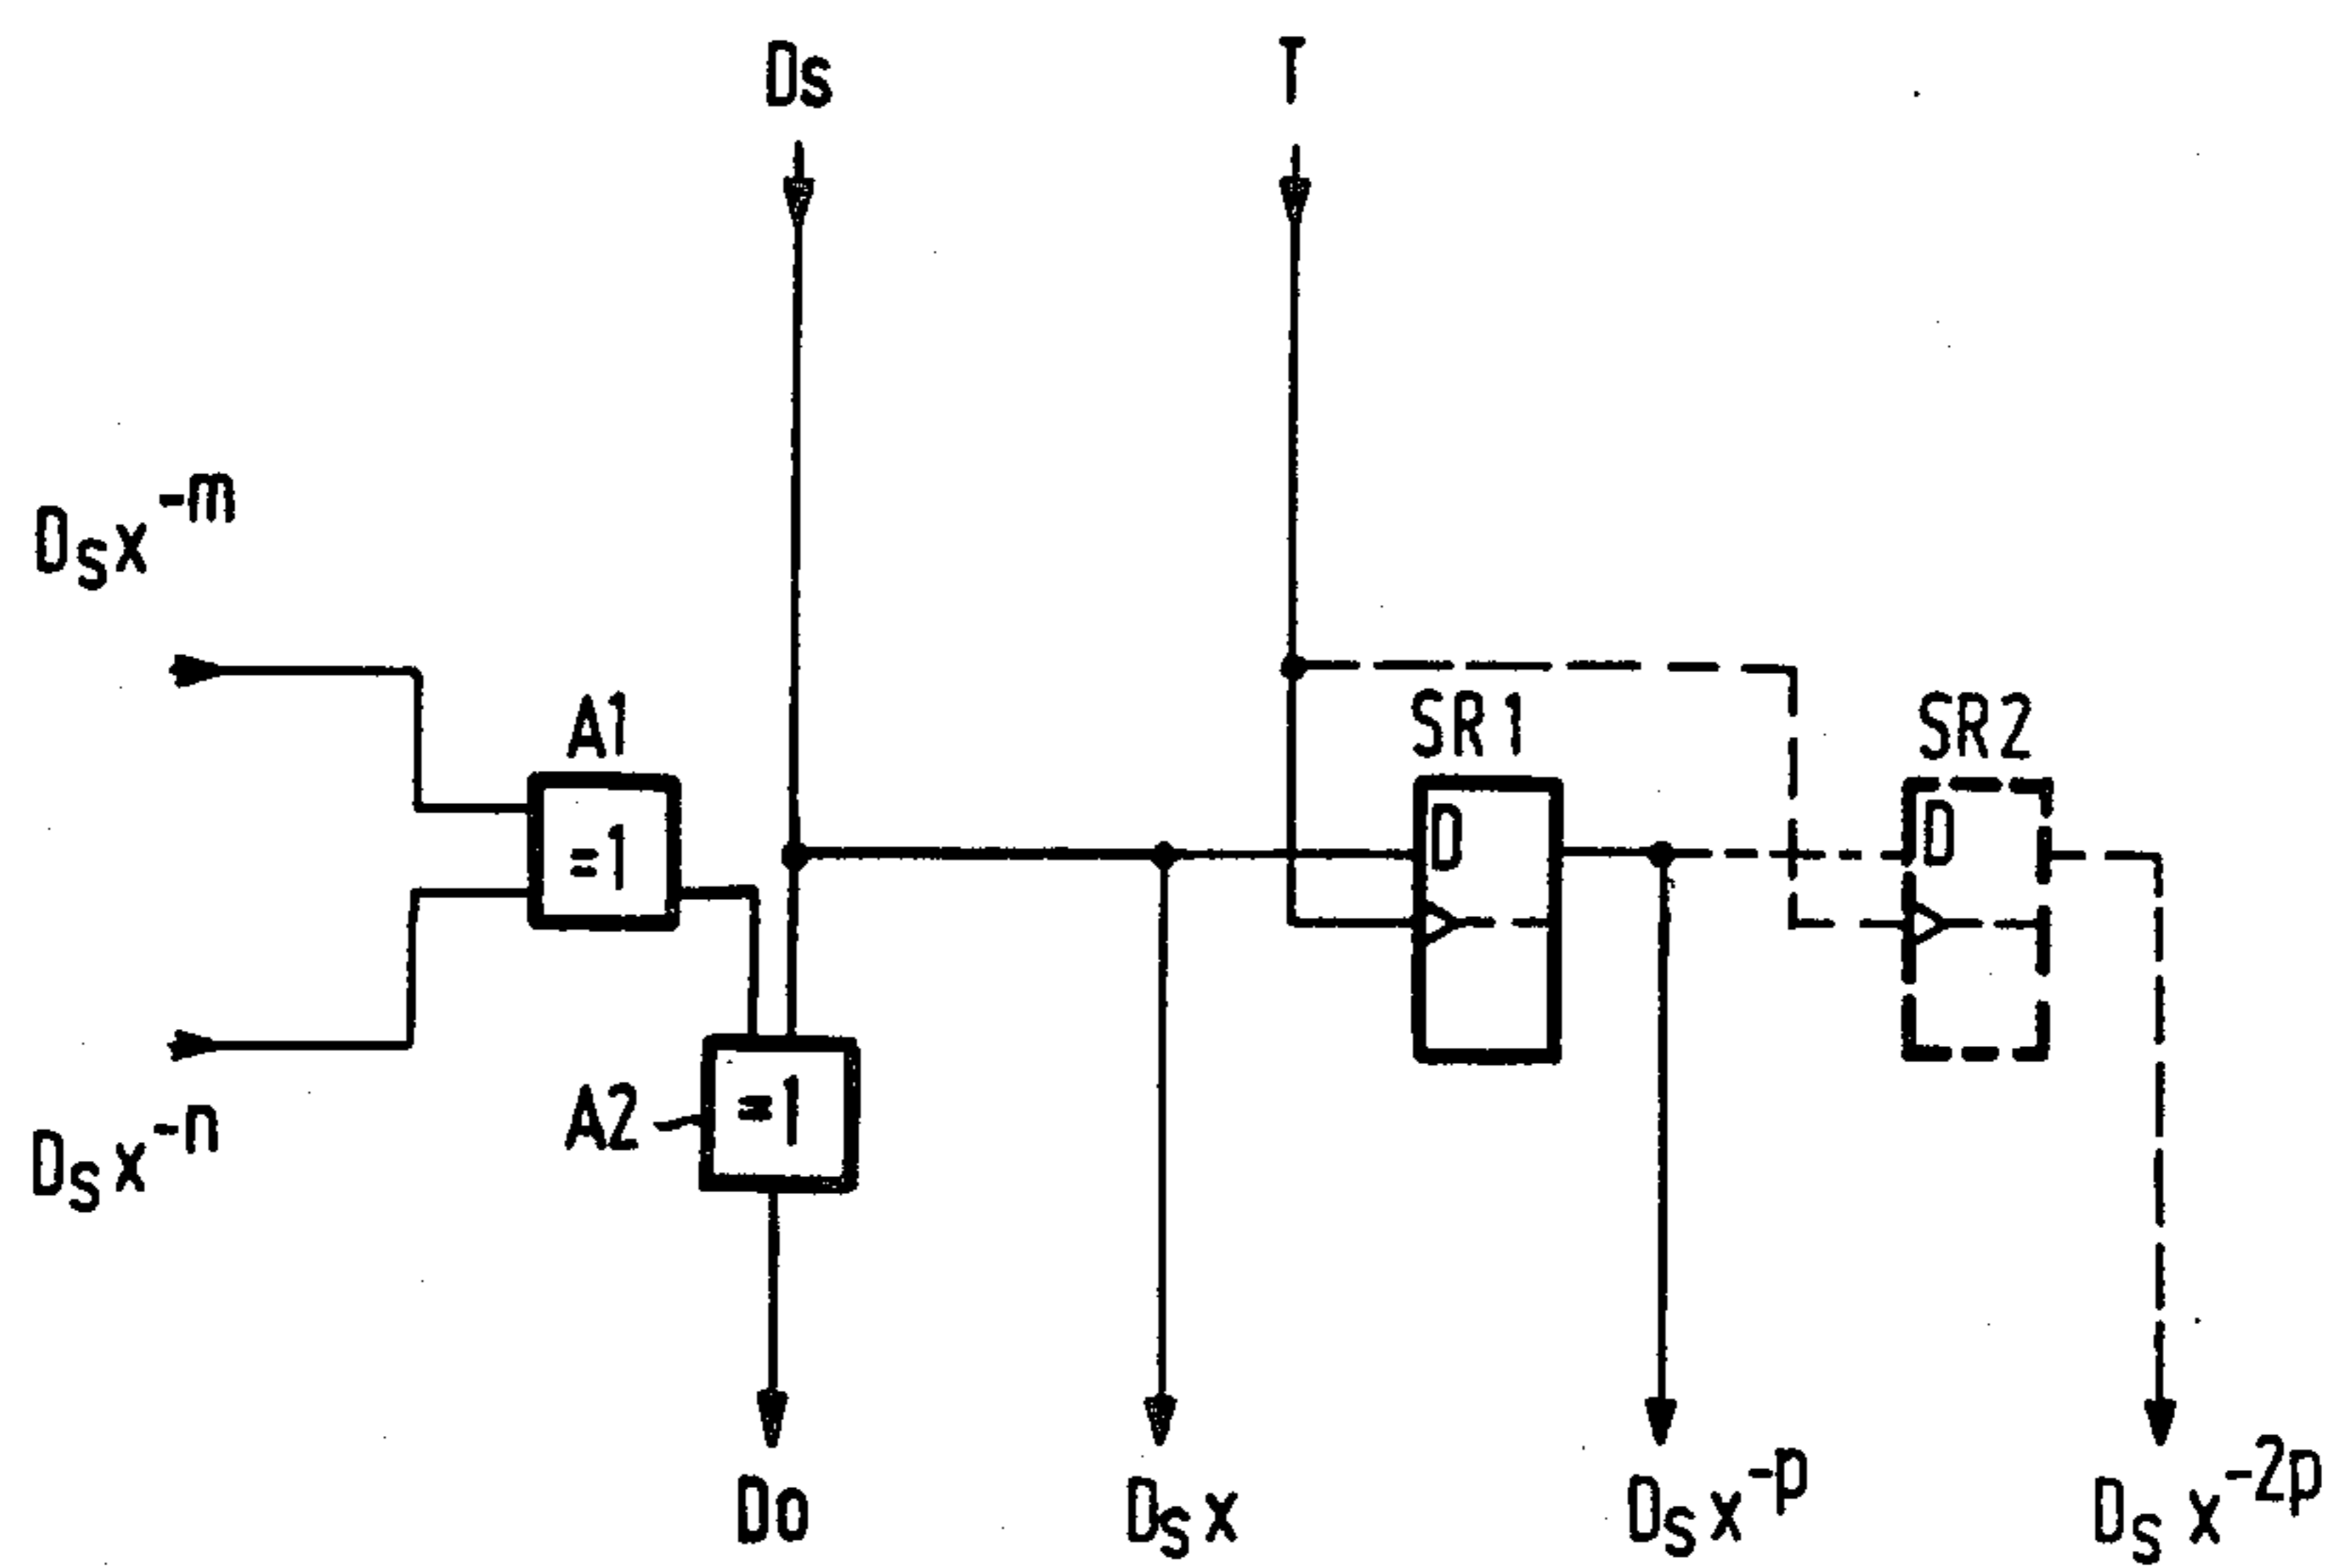 Ds
T
Dsx^-m
A1
=1
SR1
D
SR2
D
Dsx^-n
A2
=1
Do
Dsx
Dsx^-p
Dsx^-2p